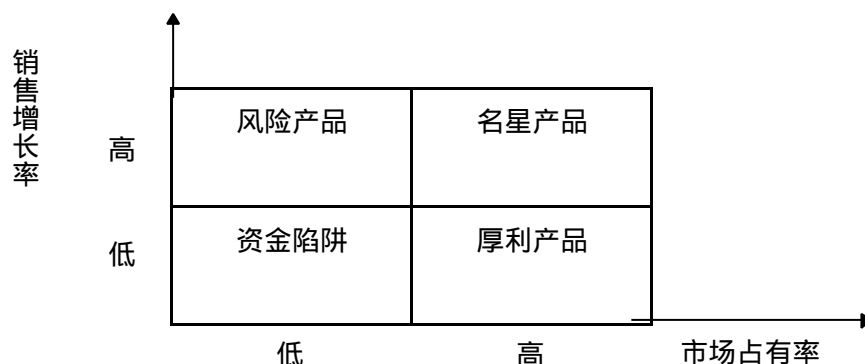 销售增长率
高
风险产品
名星产品
低
资金陷阱
厚利产品
低
高
市场占有率